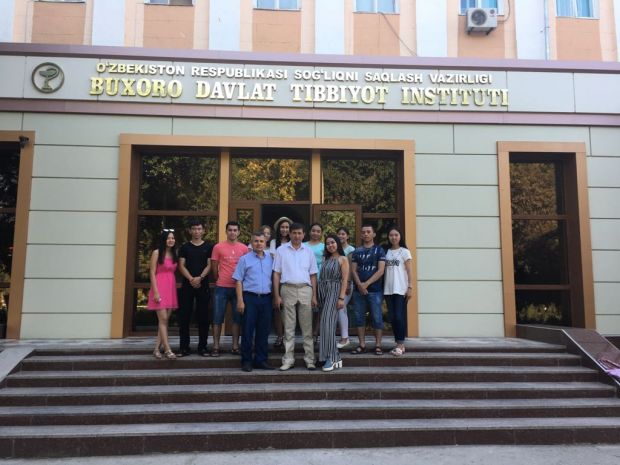 O'ZBEKISTON RESPUBLIKASI SOG'LIQNI SAQLASH VAZIRLIGI
BUXORO DAVLAT TIBBIYOT INSTITUTI